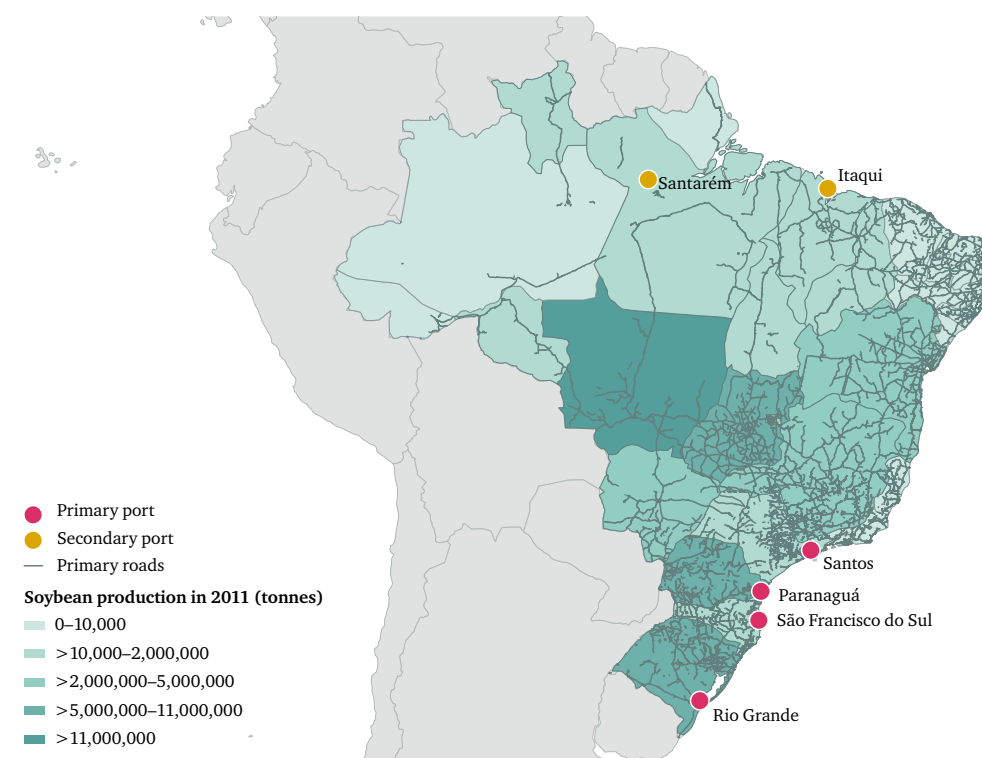 Santarém
Itaqui
Santos
Paranaguá
São Francisco do Sul
Rio Grande
Primary port
Secondary port
Primary roads
Soybean production in 2011 (tonnes)
0–10,000
>10,000–2,000,000
>2,000,000–5,000,000
>5,000,000–11,000,000
>11,000,000